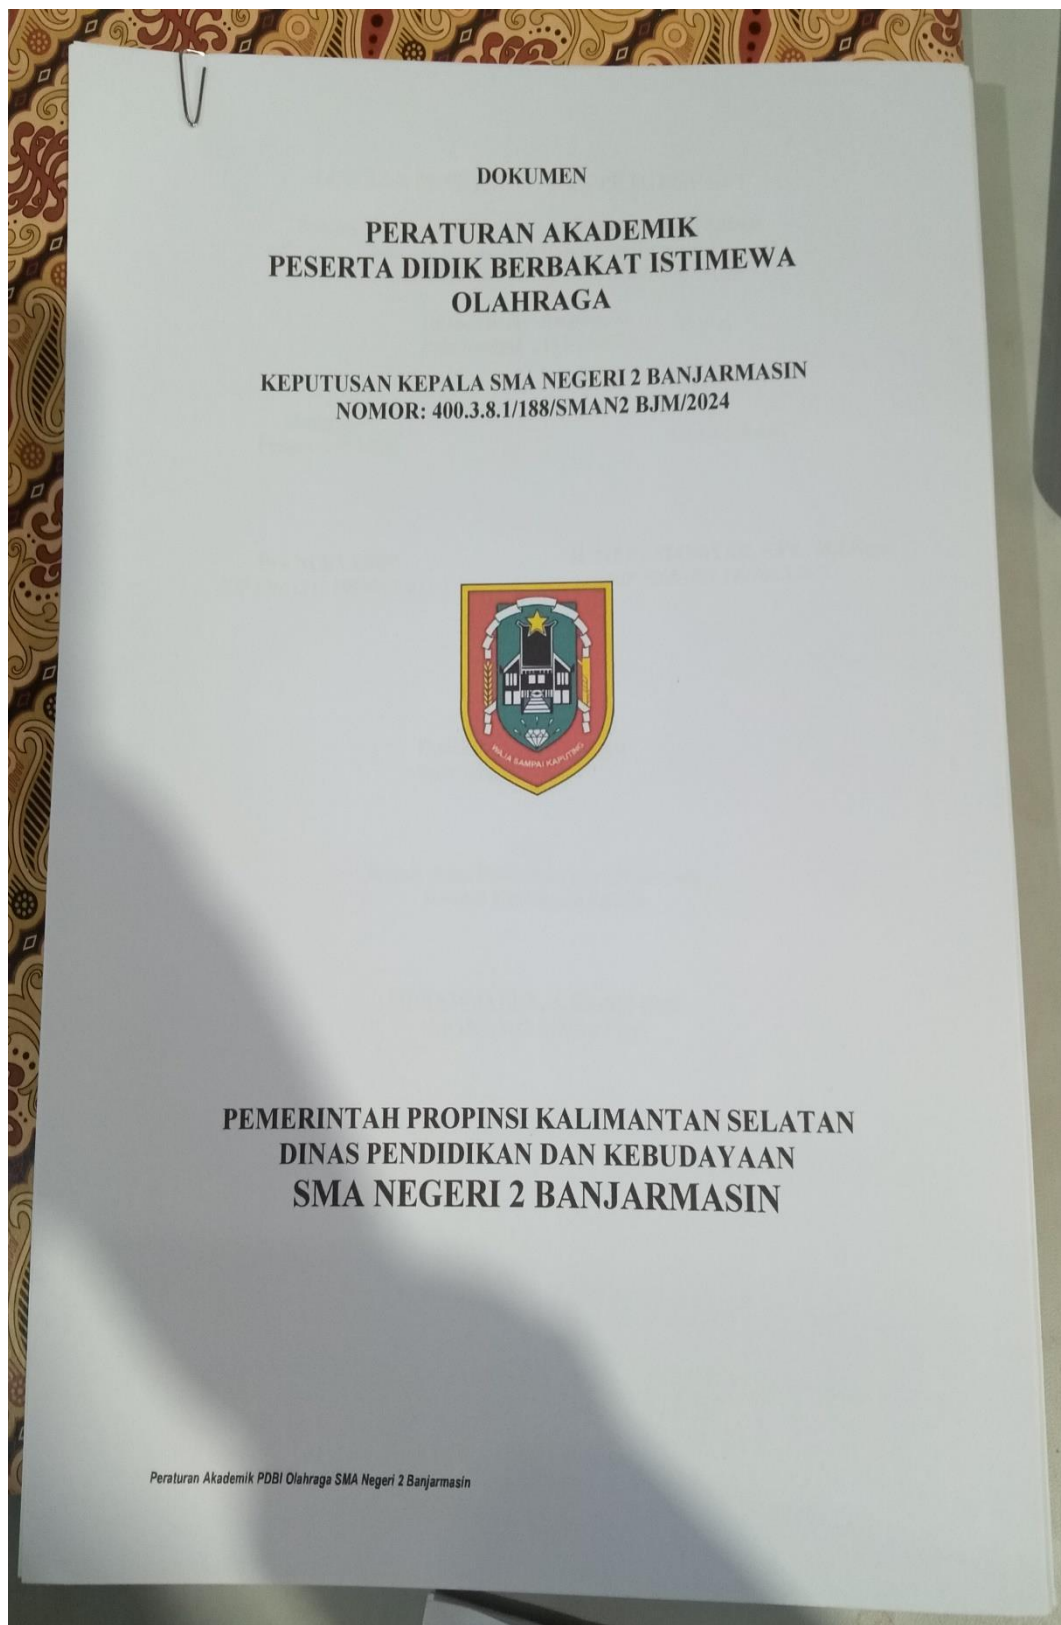 DOKUMEN
PERATURAN AKADEMIK
PESERTA DIDIK BERBAKAT ISTIMEWA
OLAHRAGA
KEPUTUSAN KEPALA SMA NEGERI 2 BANJARMASIN
NOMOR: 400.3.8.1/188/SMAN2 BJM/2024
WAJA SAMPAI KAPUTING
PEMERINTAH PROPINSI KALIMANTAN SELATAN
DINAS PENDIDIKAN DAN KEBUDAYAAN
SMA NEGERI 2 BANJARMASIN
Peraturan Akademik PDBI Olahraga SMA Negeri 2 Banjarmasin